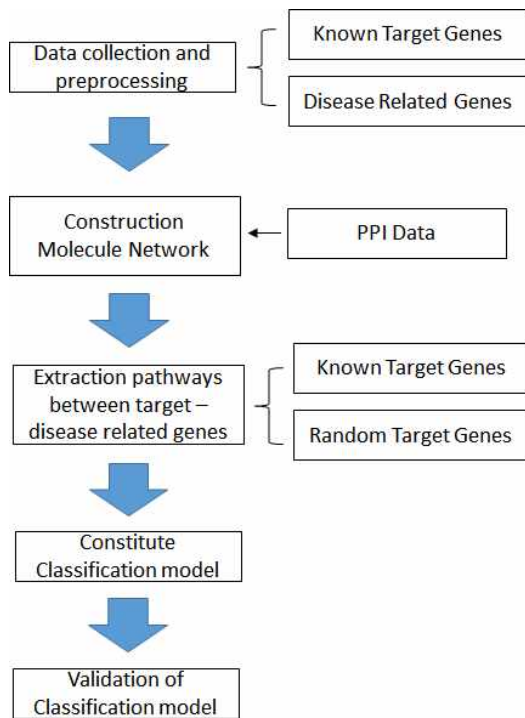 Data collection and
preprocessing
Known Target Genes
Disease Related Genes
Construction
Molecule Network
PPI Data
Extraction pathways
between target –
disease related genes
Known Target Genes
Random Target Genes
Constitute
Classification model
Validation of
Classification model